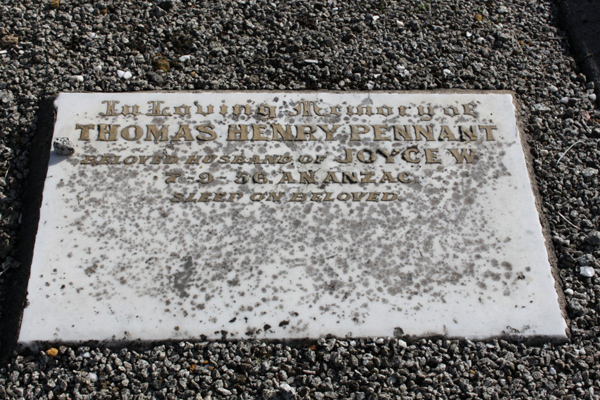 In Loving Memory of
THOMAS HENRY PENNANT
BELOVED HUSBAND OF JOYCE W.
7-9-56 AN ANZAC
SLEEP ON BELOVED